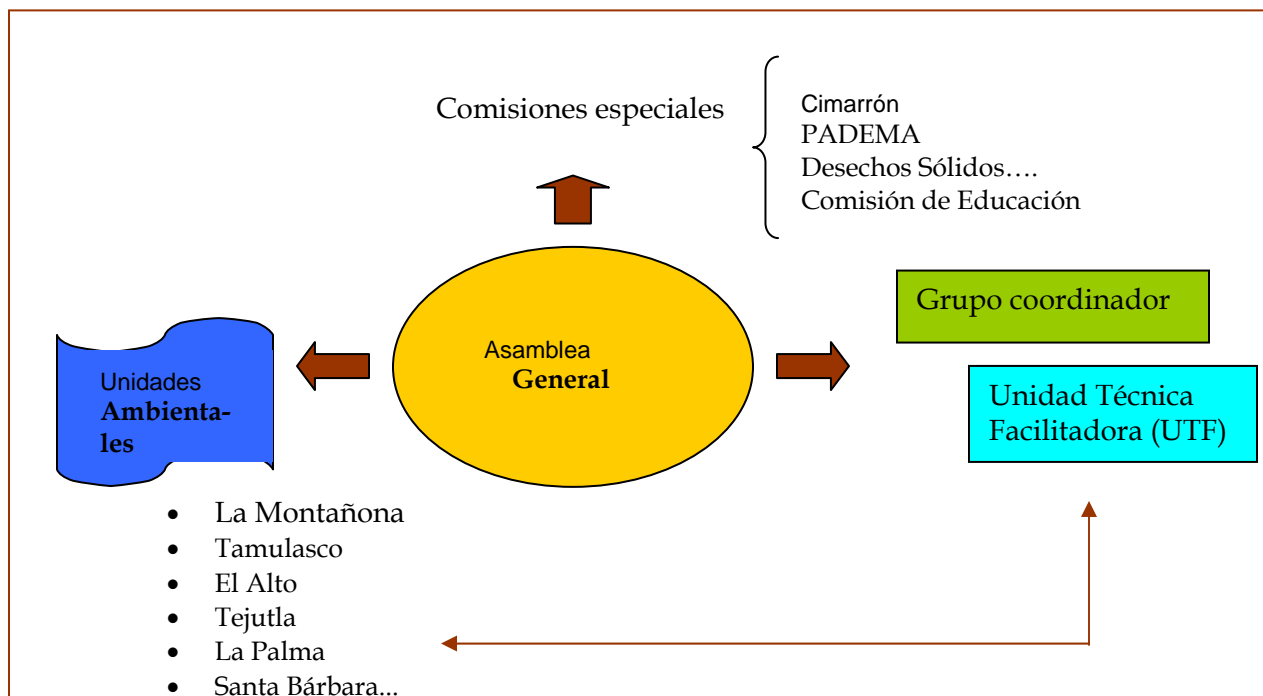 Comisiones especiales
Cimarrón
PADEMA
Desechos Sólidos….
Comisión de Educación
Grupo coordinador
Asamblea
General
Unidades
Ambienta-
les
Unidad Técnica
Facilitadora (UTF)
• La Montañona
• Tamulasco
• El Alto
• Tejutla
• La Palma
• Santa Bárbara...